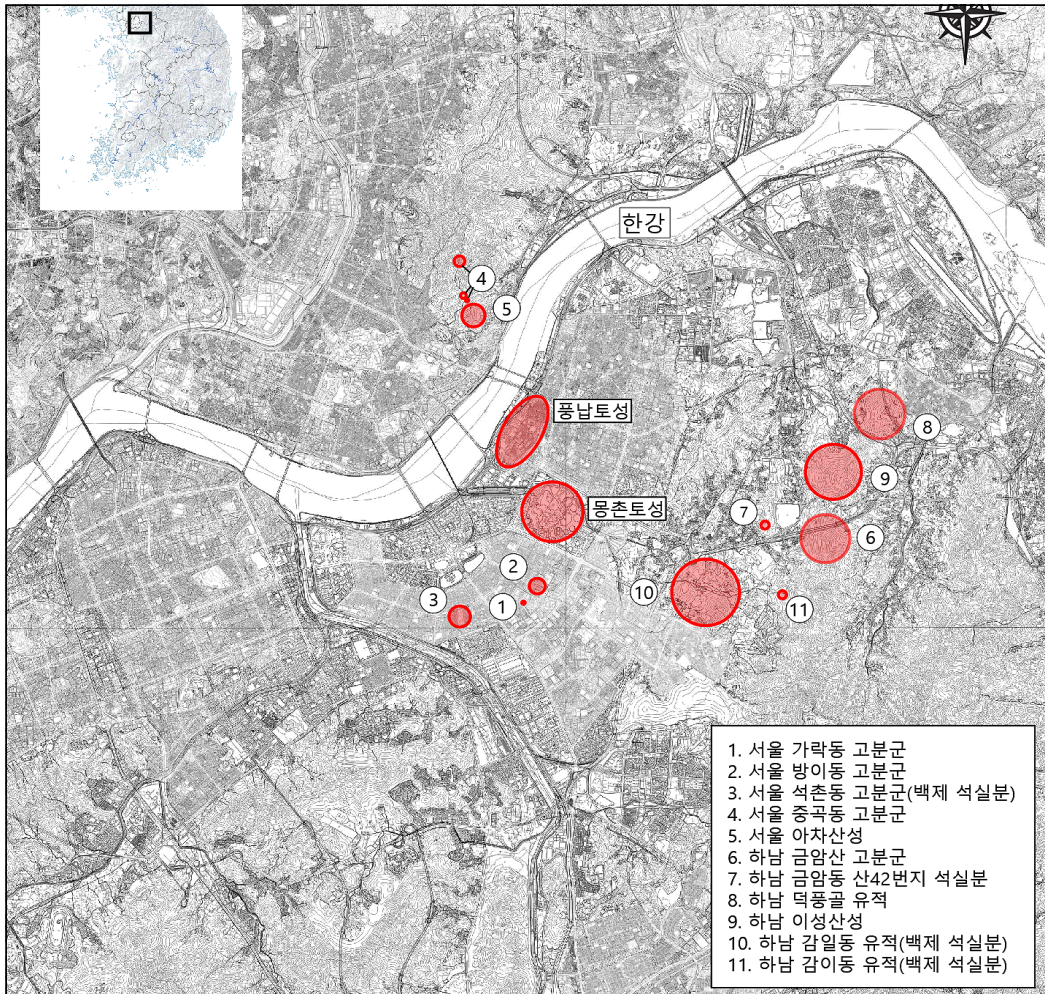 한강
4
5
풍납토성
8
9
몽촌토성
7
6
2
10
3
1
11
1. 서울 가락동 고분군
2. 서울 방이동 고분군
3. 서울 석촌동 고분군(백제 석실분)
4. 서울 중곡동 고분군
5. 서울 아차산성
6. 하남 금암산 고분군
7. 하남 금암동 산42번지 석실분
8. 하남 덕풍골 유적
9. 하남 이성산성
10. 하남 감일동 유적(백제 석실분)
11. 하남 감이동 유적(백제 석실분)